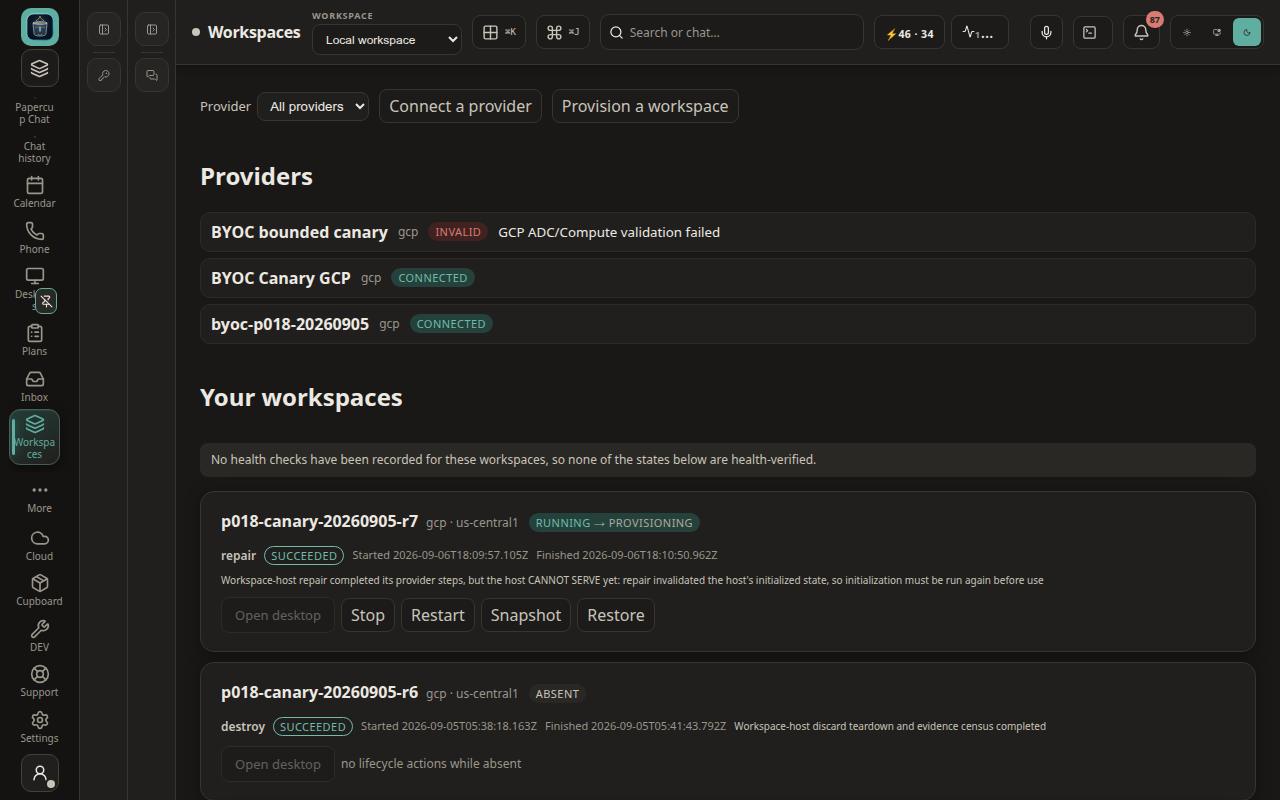 Papercu
p Chat
Chat
history
Calendar
Phone
Plans
Inbox
Workspa
ces
More
Cloud
Cupboard
DEV
Support
Settings
Workspaces
WORKSPACE
Local workspace
⌘K
⌘J
Search or chat...
⚡46 · 34
87
Provider
All providers
Connect a provider
Provision a workspace
Providers
BYOC bounded canary gcp INVALID GCP ADC/Compute validation failed
BYOC Canary GCP gcp CONNECTED
byoc-p018-20260905 gcp CONNECTED
Your workspaces
No health checks have been recorded for these workspaces, so none of the states below are health-verified.
p018-canary-20260905-r7 gcp · us-central1 RUNNING → PROVISIONING
repair SUCCEEDED Started 2026-09-06T18:09:57.105Z Finished 2026-09-06T18:10:50.962Z
Workspace-host repair completed its provider steps, but the host CANNOT SERVE yet: repair invalidated the host's initialized state, so initialization must be run again before use
Open desktop Stop Restart Snapshot Restore
p018-canary-20260905-r6 gcp · us-central1 ABSENT
destroy SUCCEEDED Started 2026-09-05T05:38:18.163Z Finished 2026-09-05T05:41:43.792Z Workspace-host discard teardown and evidence census completed
Open desktop no lifecycle actions while absent